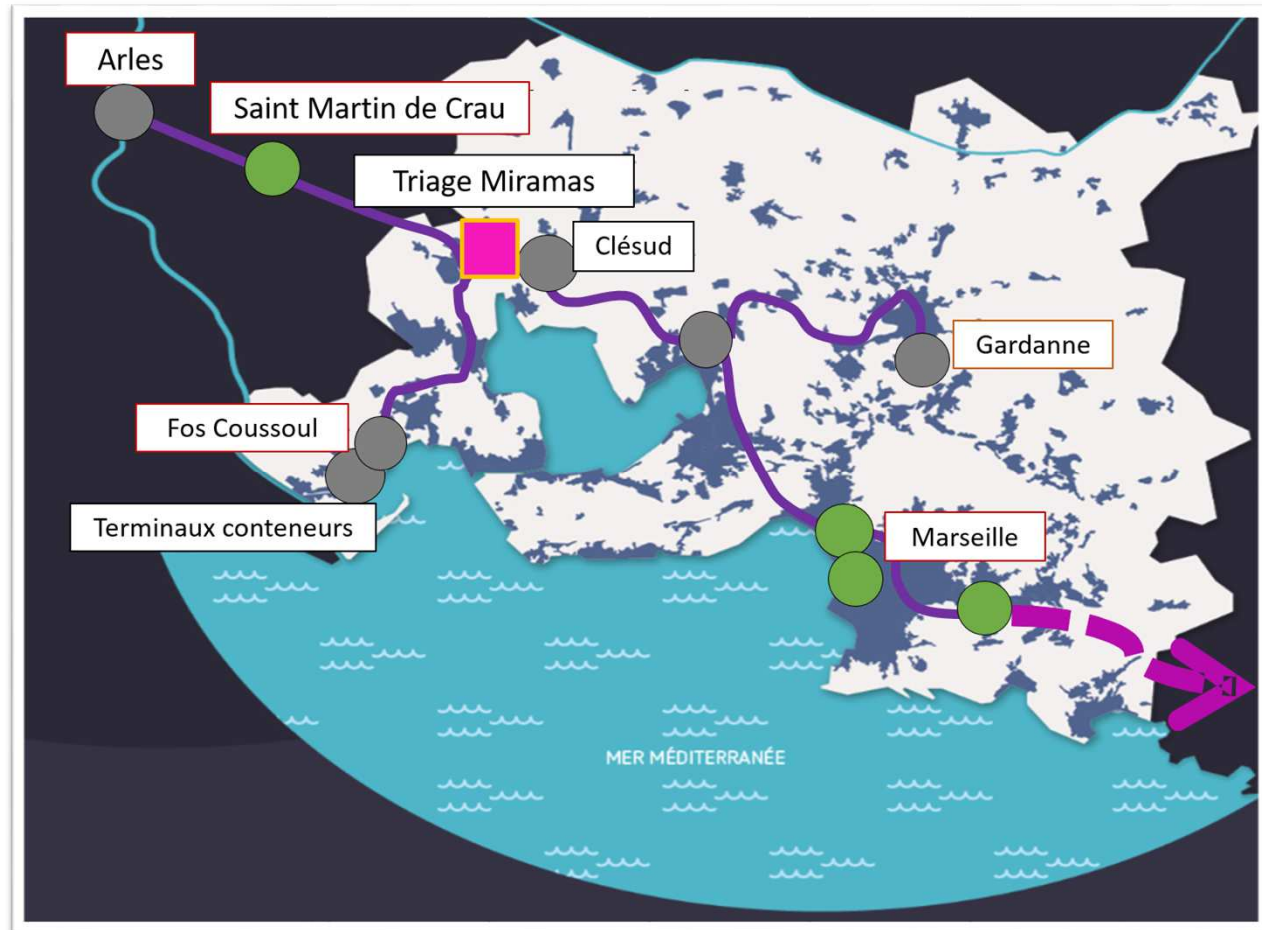 Arles
Saint Martin de Crau
Triage Miramas
Clésud
Gardanne
Fos Coussoul
Terminaux conteneurs
Marseille
MER MÉDITERRANÉE